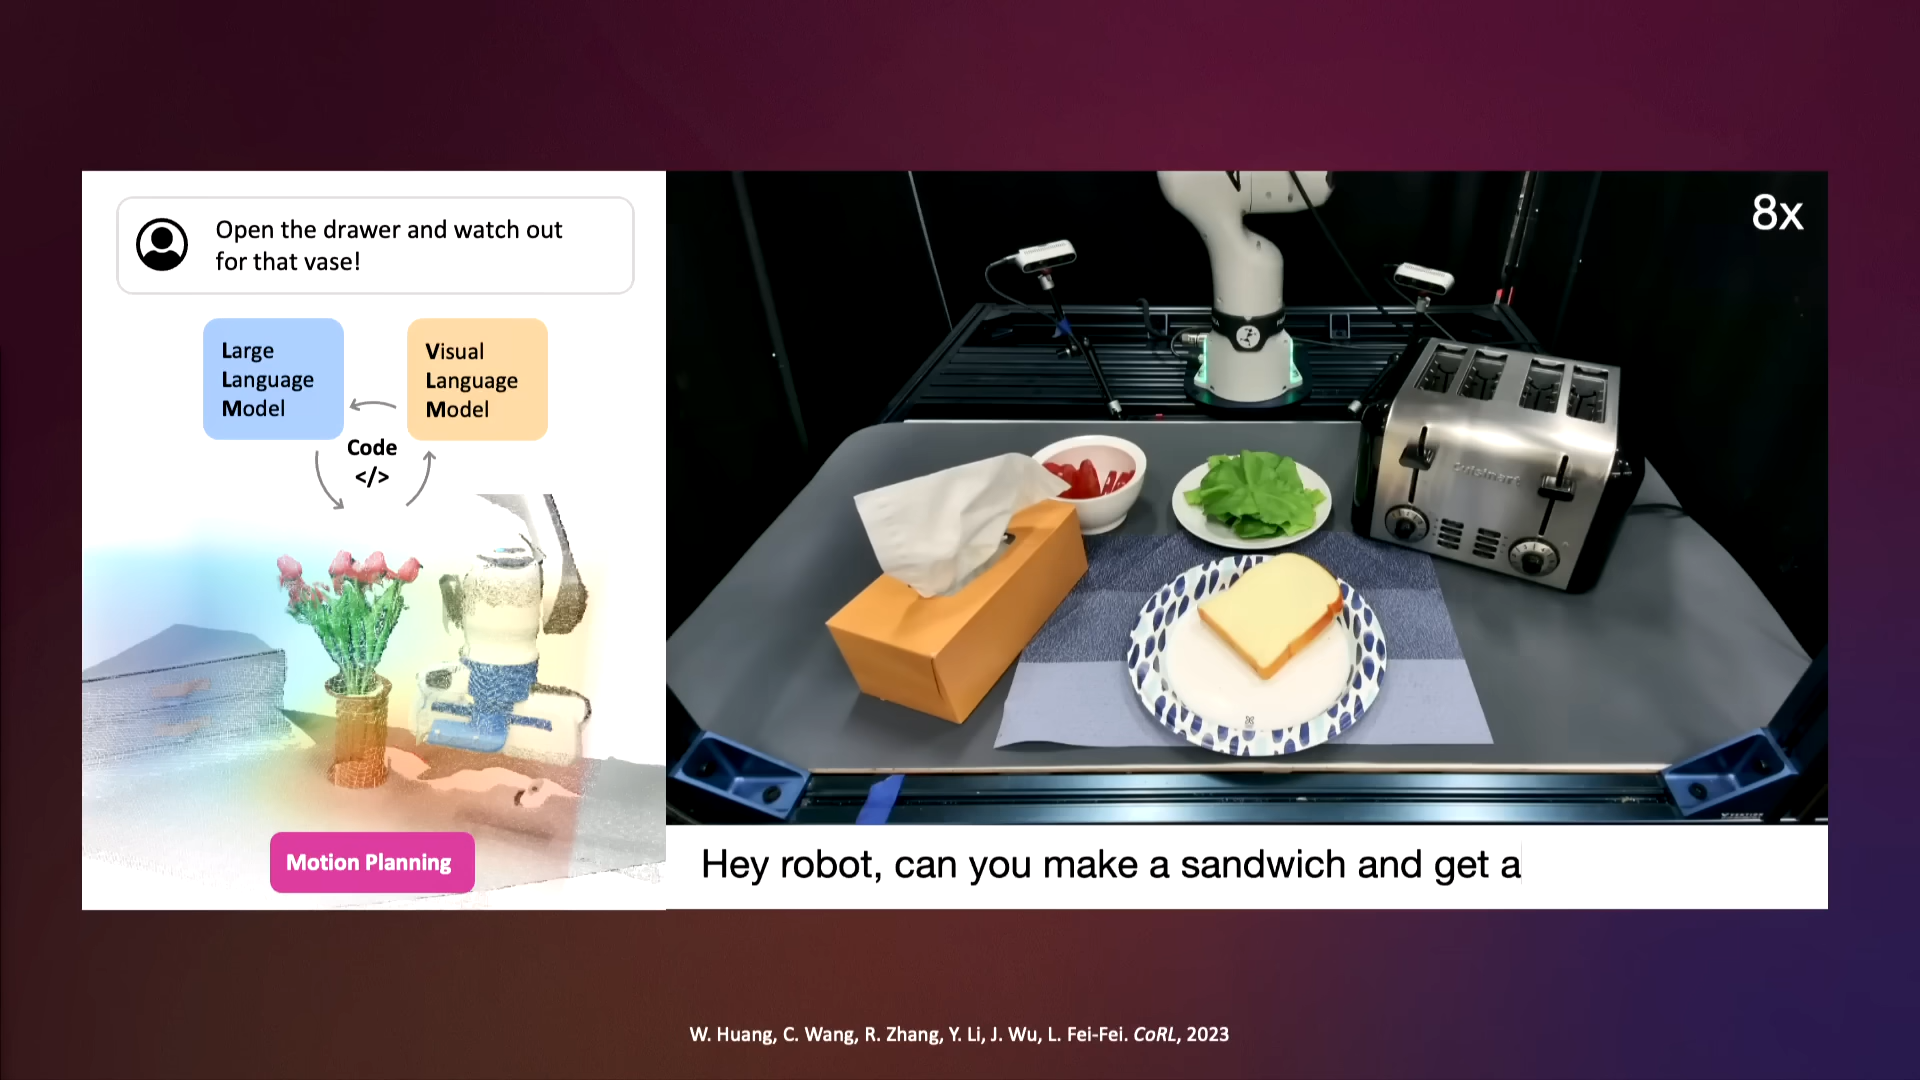 Open the drawer and watch out
for that vase!
Large
Language
Model
Visual
Language
Model
Code
</>
Motion Planning
8x
Cuisinart
Hey robot, can you make a sandwich and get a
W. Huang, C. Wang, R. Zhang, Y. Li, J. Wu, L. Fei-Fei. CoRL, 2023